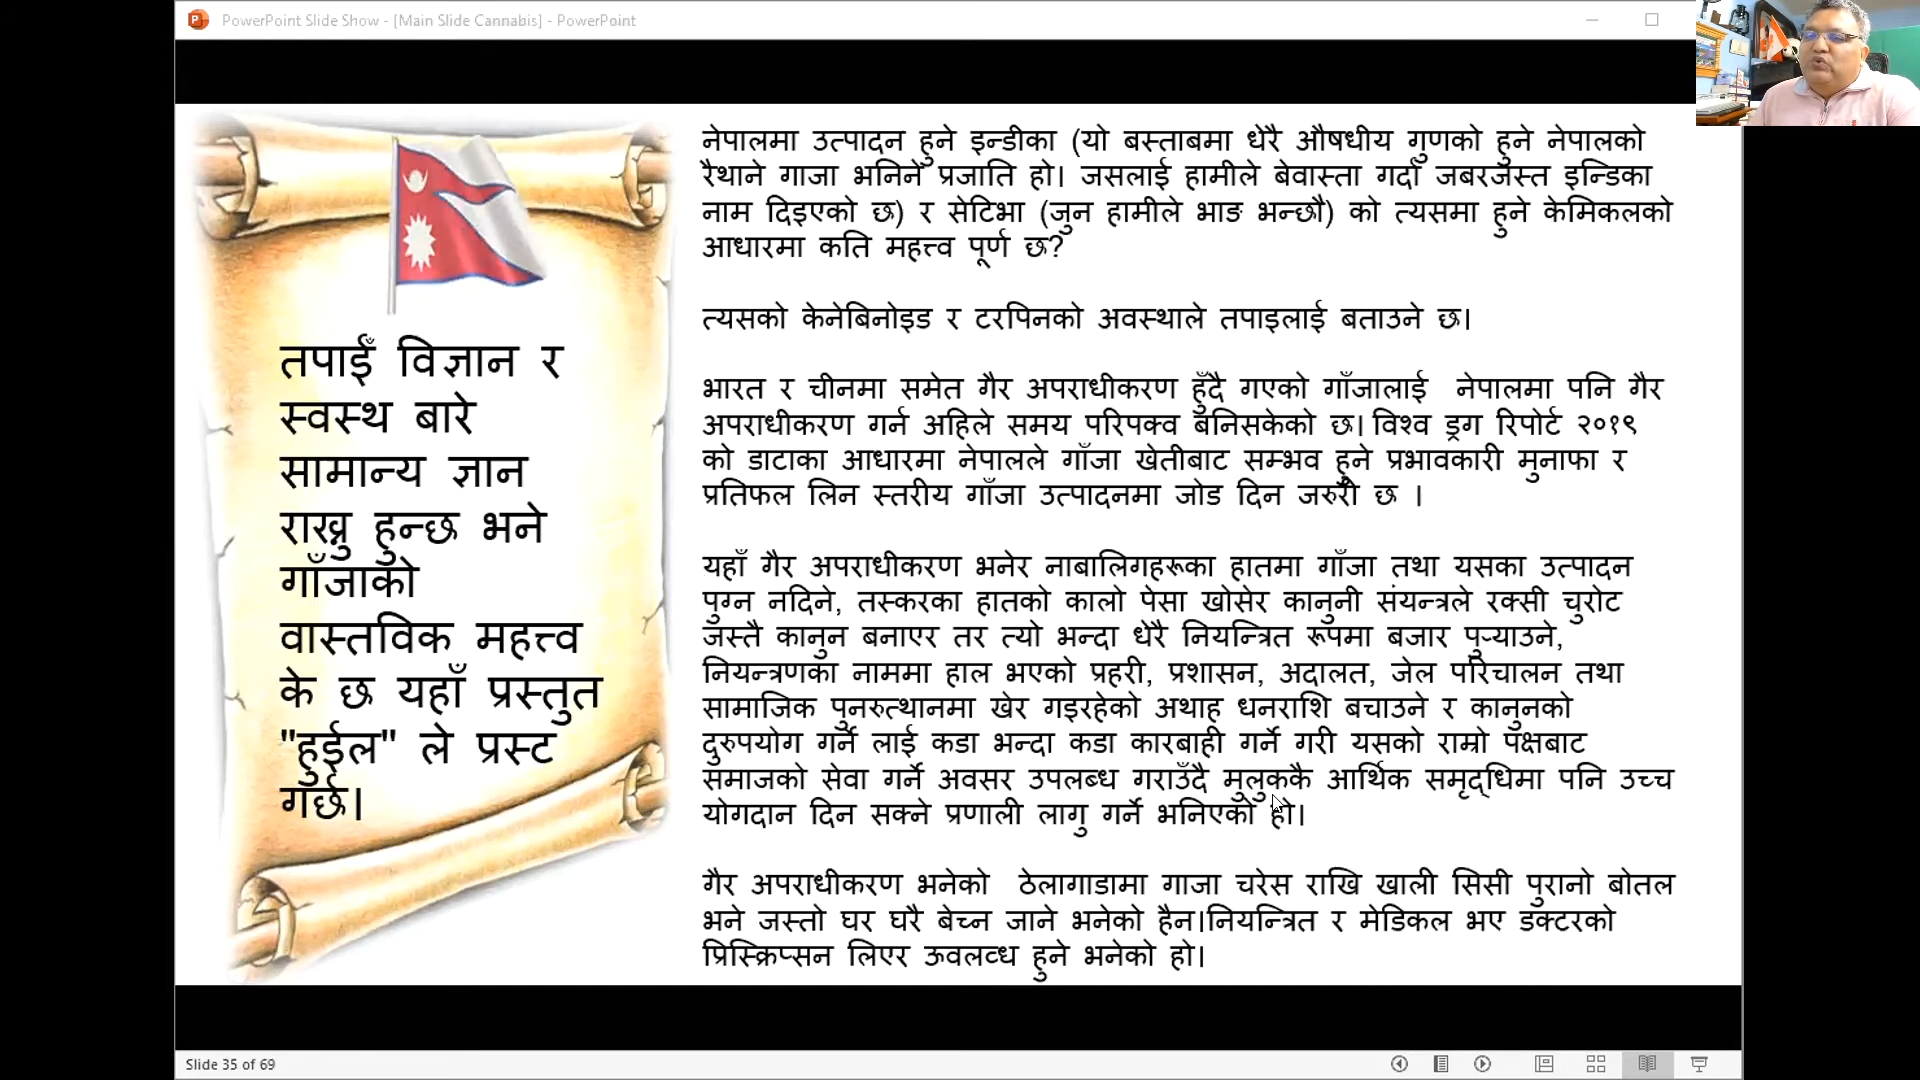 PowerPoint Slide Show - [Main Slide Cannabis] - PowerPoint
तपाईँ विज्ञान र
स्वस्थ बारे
सामान्य ज्ञान
राख्नु हुन्छ भने
गाँजाको
वास्तविक महत्त्व
के छ यहाँ प्रस्तुत
"हुईल" ले प्रस्ट
गर्छ।
नेपालमा उत्पादन हुने इन्डीका (यो बस्ताबमा धेरै औषधीय गुणको हुने नेपालको
रैथाने गाजा भनिने प्रजाति हो। जसलाई हामीले बेवास्ता गर्दा जबरजस्त इन्डिका
नाम दिइएको छ) र सेटिभा (जुन हामीले भाङ भन्छौ) को त्यसमा हुने केमिकलको
आधारमा कति महत्त्व पूर्ण छ?
त्यसको केनेबिनोइड र टरपिनको अवस्थाले तपाइलाई बताउने छ।
भारत र चीनमा समेत गैर अपराधीकरण हुँदै गएको गाँजालाई नेपालमा पनि गैर
अपराधीकरण गर्न अहिले समय परिपक्व बनिसकेको छ। विश्व ड्रग रिपोर्ट २०१९
को डाटाका आधारमा नेपालले गाँजा खेतीबाट सम्भव हुने प्रभावकारी मुनाफा र
प्रतिफल लिन स्तरीय गाँजा उत्पादनमा जोड दिन जरुरी छ ।
यहाँ गैर अपराधीकरण भनेर नाबालिगहरूका हातमा गाँजा तथा यसका उत्पादन
पुग्न नदिने, तस्करका हातको कालो पेसा खोसेर कानुनी संयन्त्रले रक्सी चुरोट
जस्तै कानुन बनाएर तर त्यो भन्दा धेरै नियन्त्रित रूपमा बजार पुर्‍याउने,
नियन्त्रणका नाममा हाल भएको प्रहरी, प्रशासन, अदालत, जेल परिचालन तथा
सामाजिक पुनरुत्थानमा खेर गइरहेको अथाह धनराशि बचाउने र कानुनको
दुरुपयोग गर्ने लाई कडा भन्दा कडा कारबाही गर्ने गरी यसको राम्रो पक्षबाट
समाजको सेवा गर्ने अवसर उपलब्ध गराउँदै मुलुककै आर्थिक समृद्धिमा पनि उच्च
योगदान दिन सक्ने प्रणाली लागु गर्ने भनिएको हो।
गैर अपराधीकरण भनेको ठेलागाडामा गाजा चरेस राखि खाली सिसी पुरानो बोतल
भने जस्तो घर घरै बेच्न जाने भनेको हैन।नियन्त्रित र मेडिकल भए डक्टरको
प्रिस्क्रिप्सन लिएर ऊवलव्ध हुने भनेको हो।
Slide 35 of 69